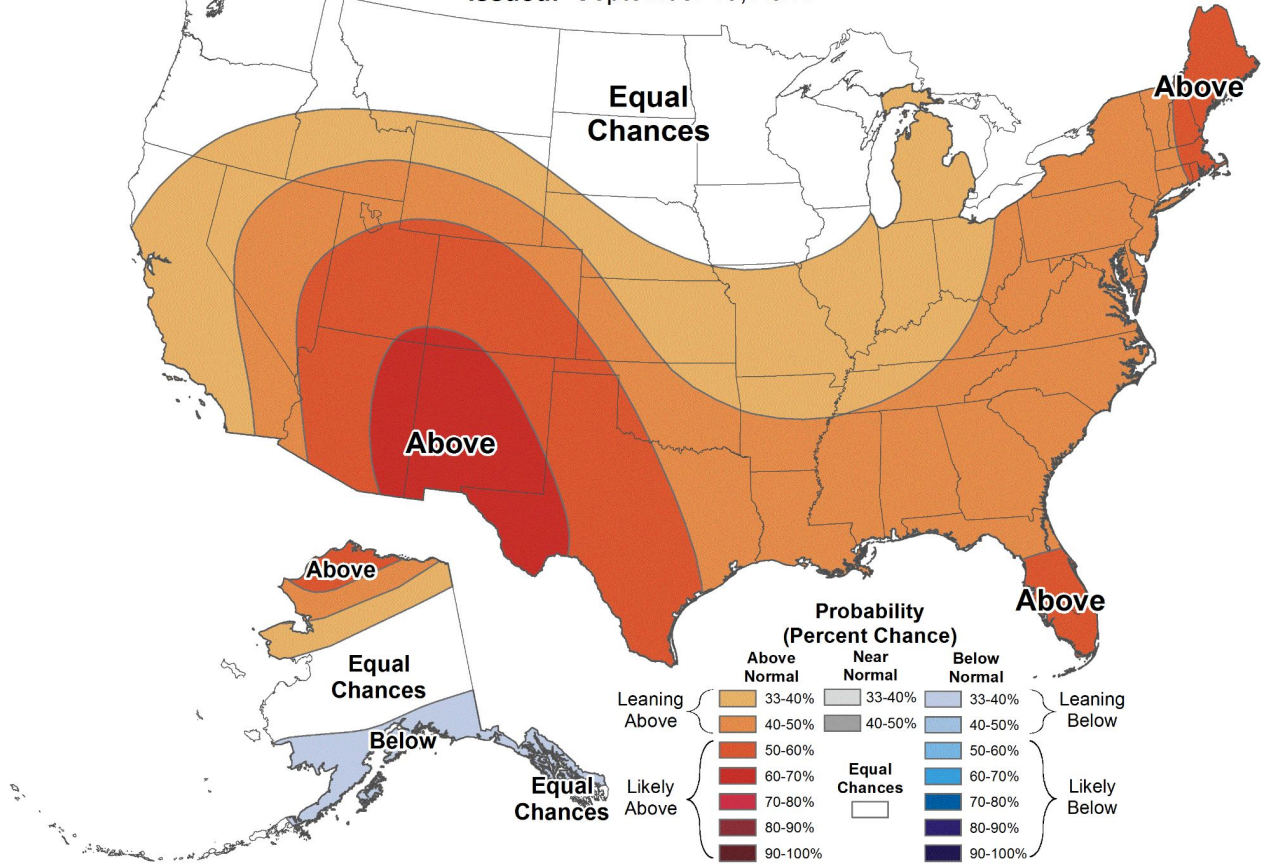 Equal
Chances
Above
Above
Above
Equal
Chances
Below
Equal
Chances
Above
Probability
(Percent Chance)
Above
Normal
Near
Normal
Below
Normal
Leaning
Above
33-40%
40-50%
33-40%
40-50%
33-40%
40-50%
Leaning
Below
Likely
Above
50-60%
60-70%
70-80%
80-90%
90-100%
Equal
Chances
50-60%
60-70%
70-80%
80-90%
90-100%
Likely
Below